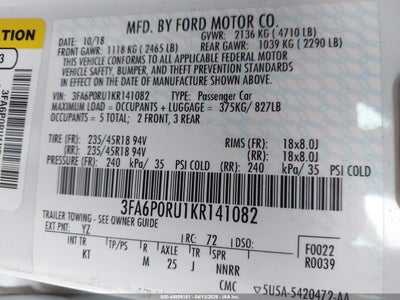 MFD. BY FORD MOTOR CO.
10/18
GVWR: 2136 KG ( 4710 LB)
FRONT GAWR: 1118 KG ( 2465 LB)
REAR GAWR: 1039 KG ( 2290 LB)
THIS VEHICLE CONFORMS TO ALL APPLICABLE FEDERAL MOTOR
VEHICLE SAFETY, BUMPER, AND THEFT PREVENTION STANDARDS
IN EFFECT ON THE DATE OF MANUFACTURE SHOWN ABOVE.
VIN: 3FA6P0RU1KR141082 TYPE: Passenger Car
MAXIMUM LOAD = OCCUPANTS + LUGGAGE = 375KG/ 827LB
OCCUPANTS = 5 TOTAL; 2 FRONT, 3 REAR
TIRE (FR): 235/45R18 94V RIMS (FR): 18x8.0J
(RR): 235/45R18 94V (RR): 18x8.0J
PRESSURE (FR): 240 kPa/ 35 PSI COLD (RR): 240 kPa/ 35 PSI COLD
3FA6P0RU1KR141082
TRAILER TOWING - SEE OWNER GUIDE
EXT PNT: YZ RC: 72 DSO: F0022
R0039
INT TR TP/PS R AXLE TR SPR
KT M 25 J NNRR
CMC 5U5A-5420472-AA